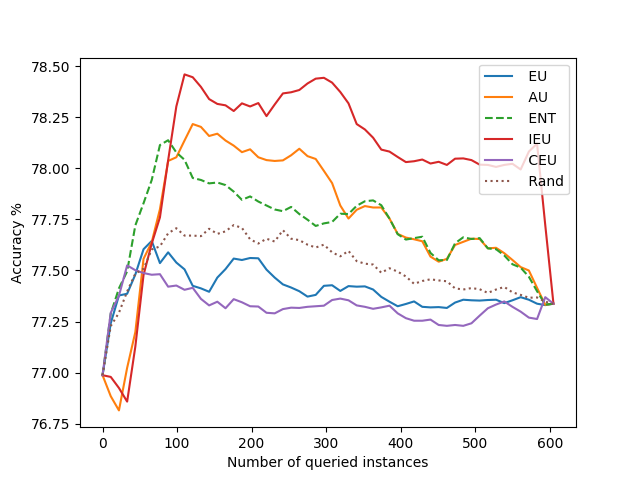 78.50
78.25
78.00
77.75
77.50
77.25
77.00
76.75
Accuracy %
0 100 200 300 400 500 600
Number of queried instances
EU
AU
ENT
IEU
CEU
Rand